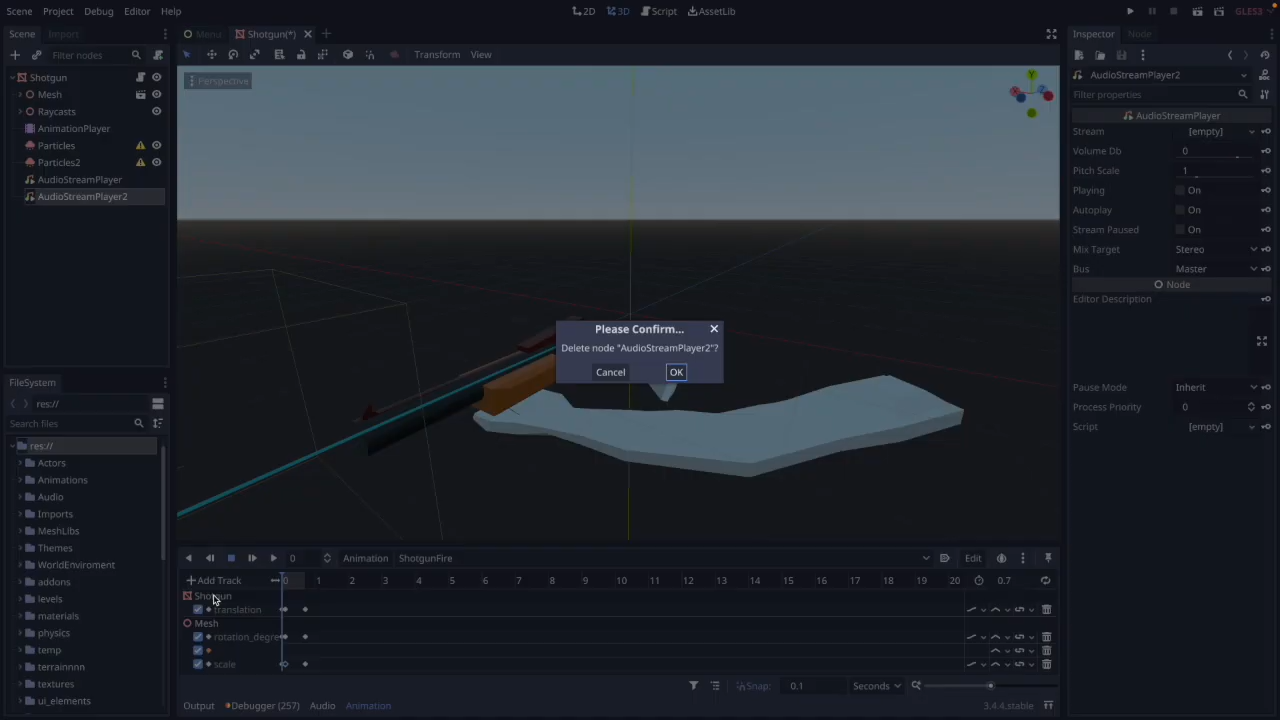 Scene Project Debug Editor Help 2D 3D Script AssetLib GLES3
Scene Import Menu Shotgun(*) Inspector Node
Filter nodes Transform View
Shotgun
Mesh
Raycasts
AnimationPlayer
Particles
Particles2
AudioStreamPlayer
AudioStreamPlayer2
Perspective
Y
AudioStreamPlayer2
Filter properties
AudioStreamPlayer
Stream [empty]
Volume Db 0
Pitch Scale 1
Playing On
Autoplay On
Stream Paused On
Mix Target Stereo
Bus Master
Node
Editor Description
Pause Mode Inherit
Process Priority 0
Script [empty]
Please Confirm...
Delete node "AudioStreamPlayer2"?
Cancel OK
FileSystem
res://
Search files
res://
Actors
Animations
Audio
Imports
MeshLibs
Themes
WorldEnviroment
addons
levels
materials
physics
temp
terrainnnn
textures
ui_elements
0 Animation ShotgunFire Edit
Add Track 0 1 2 3 4 5 6 7 8 9 10 11 12 13 14 15 16 17 18 19 20 0.7
Shotgun
translation
Mesh
rotation_degre
scale
Snap: 0.1 Seconds
Output Debugger (257) Audio Animation 3.4.4.stable